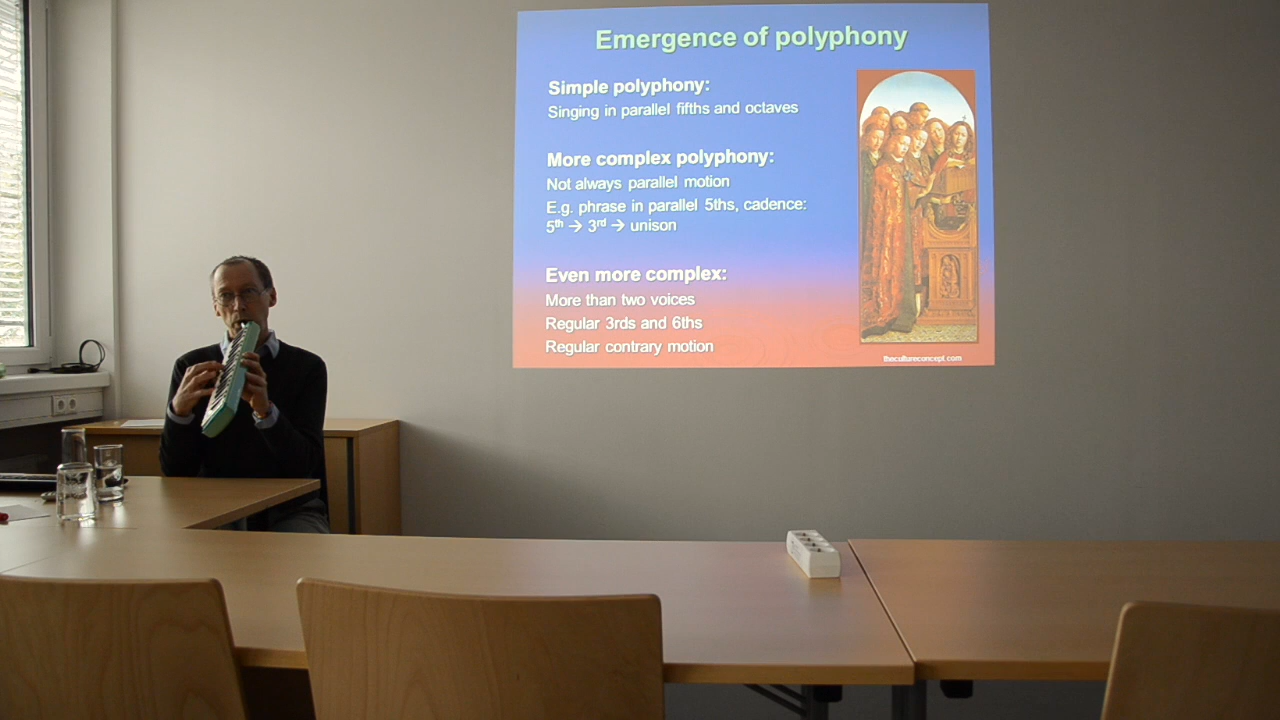 Emergence of polyphony
Simple polyphony:
Singing in parallel fifths and octaves
More complex polyphony:
Not always parallel motion
E.g. phrase in parallel 5ths, cadence:
5th → 3rd → unison
Even more complex:
More than two voices
Regular 3rds and 6ths
Regular contrary motion
thecultureconcept.com